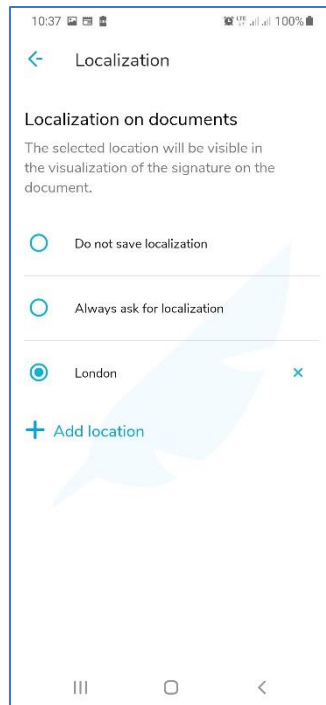 10:37
100%
Localization
Localization on documents
The selected location will be visible in
the visualization of the signature on the
document.
Do not save localization
Always ask for localization
London
Add location